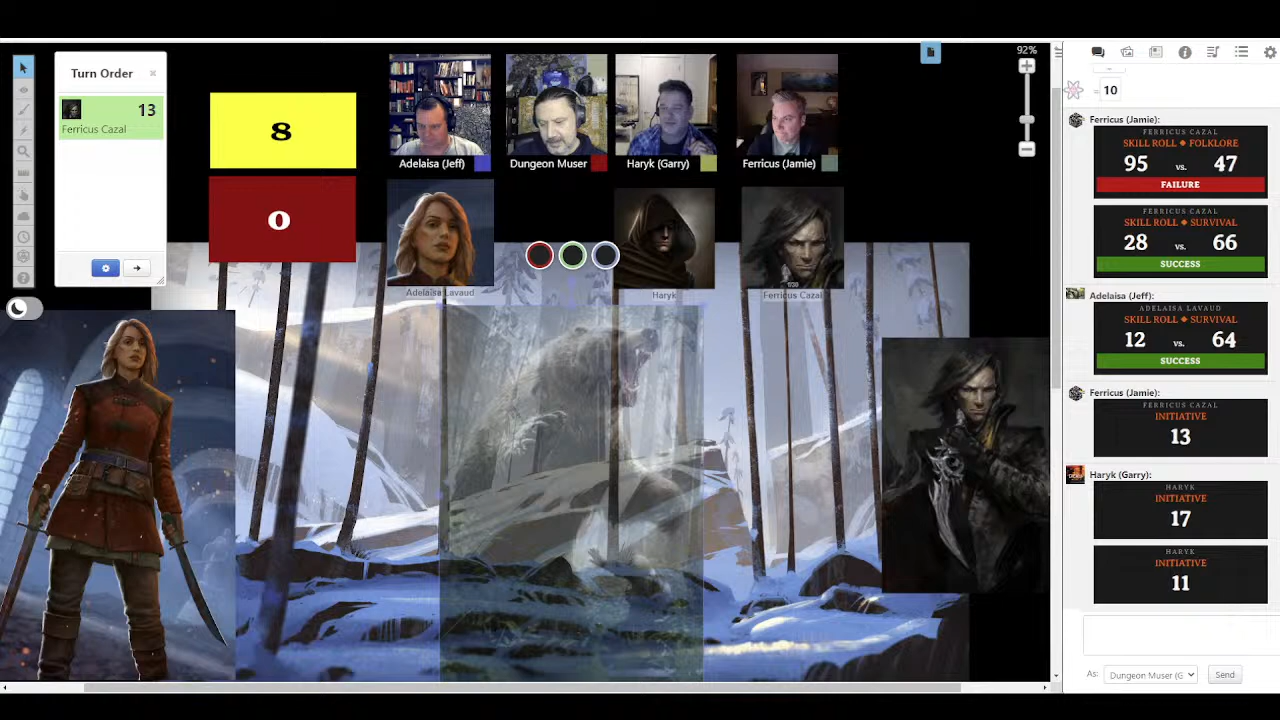 Turn Order
13
Ferricus Cazal
8
0
Adelaisa (Jeff)
Dungeon Muser
Haryk (Garry)
Ferricus (Jamie)
Adelaisa Lavaud
Haryk
Ferricus Cazal
92%
= 10
Ferricus (Jamie):
FERRICUS CAZAL
SKILL ROLL ◆ FOLKLORE
95 vs. 47
FAILURE
FERRICUS CAZAL
SKILL ROLL ◆ SURVIVAL
28 vs. 66
SUCCESS
Adelaisa (Jeff):
ADELAISA LAVAUD
SKILL ROLL ◆ SURVIVAL
12 vs. 64
SUCCESS
Ferricus (Jamie):
FERRICUS CAZAL
INITIATIVE
13
Haryk (Garry):
HARYK
INITIATIVE
17
HARYK
INITIATIVE
11
As: Dungeon Muser (G
Send